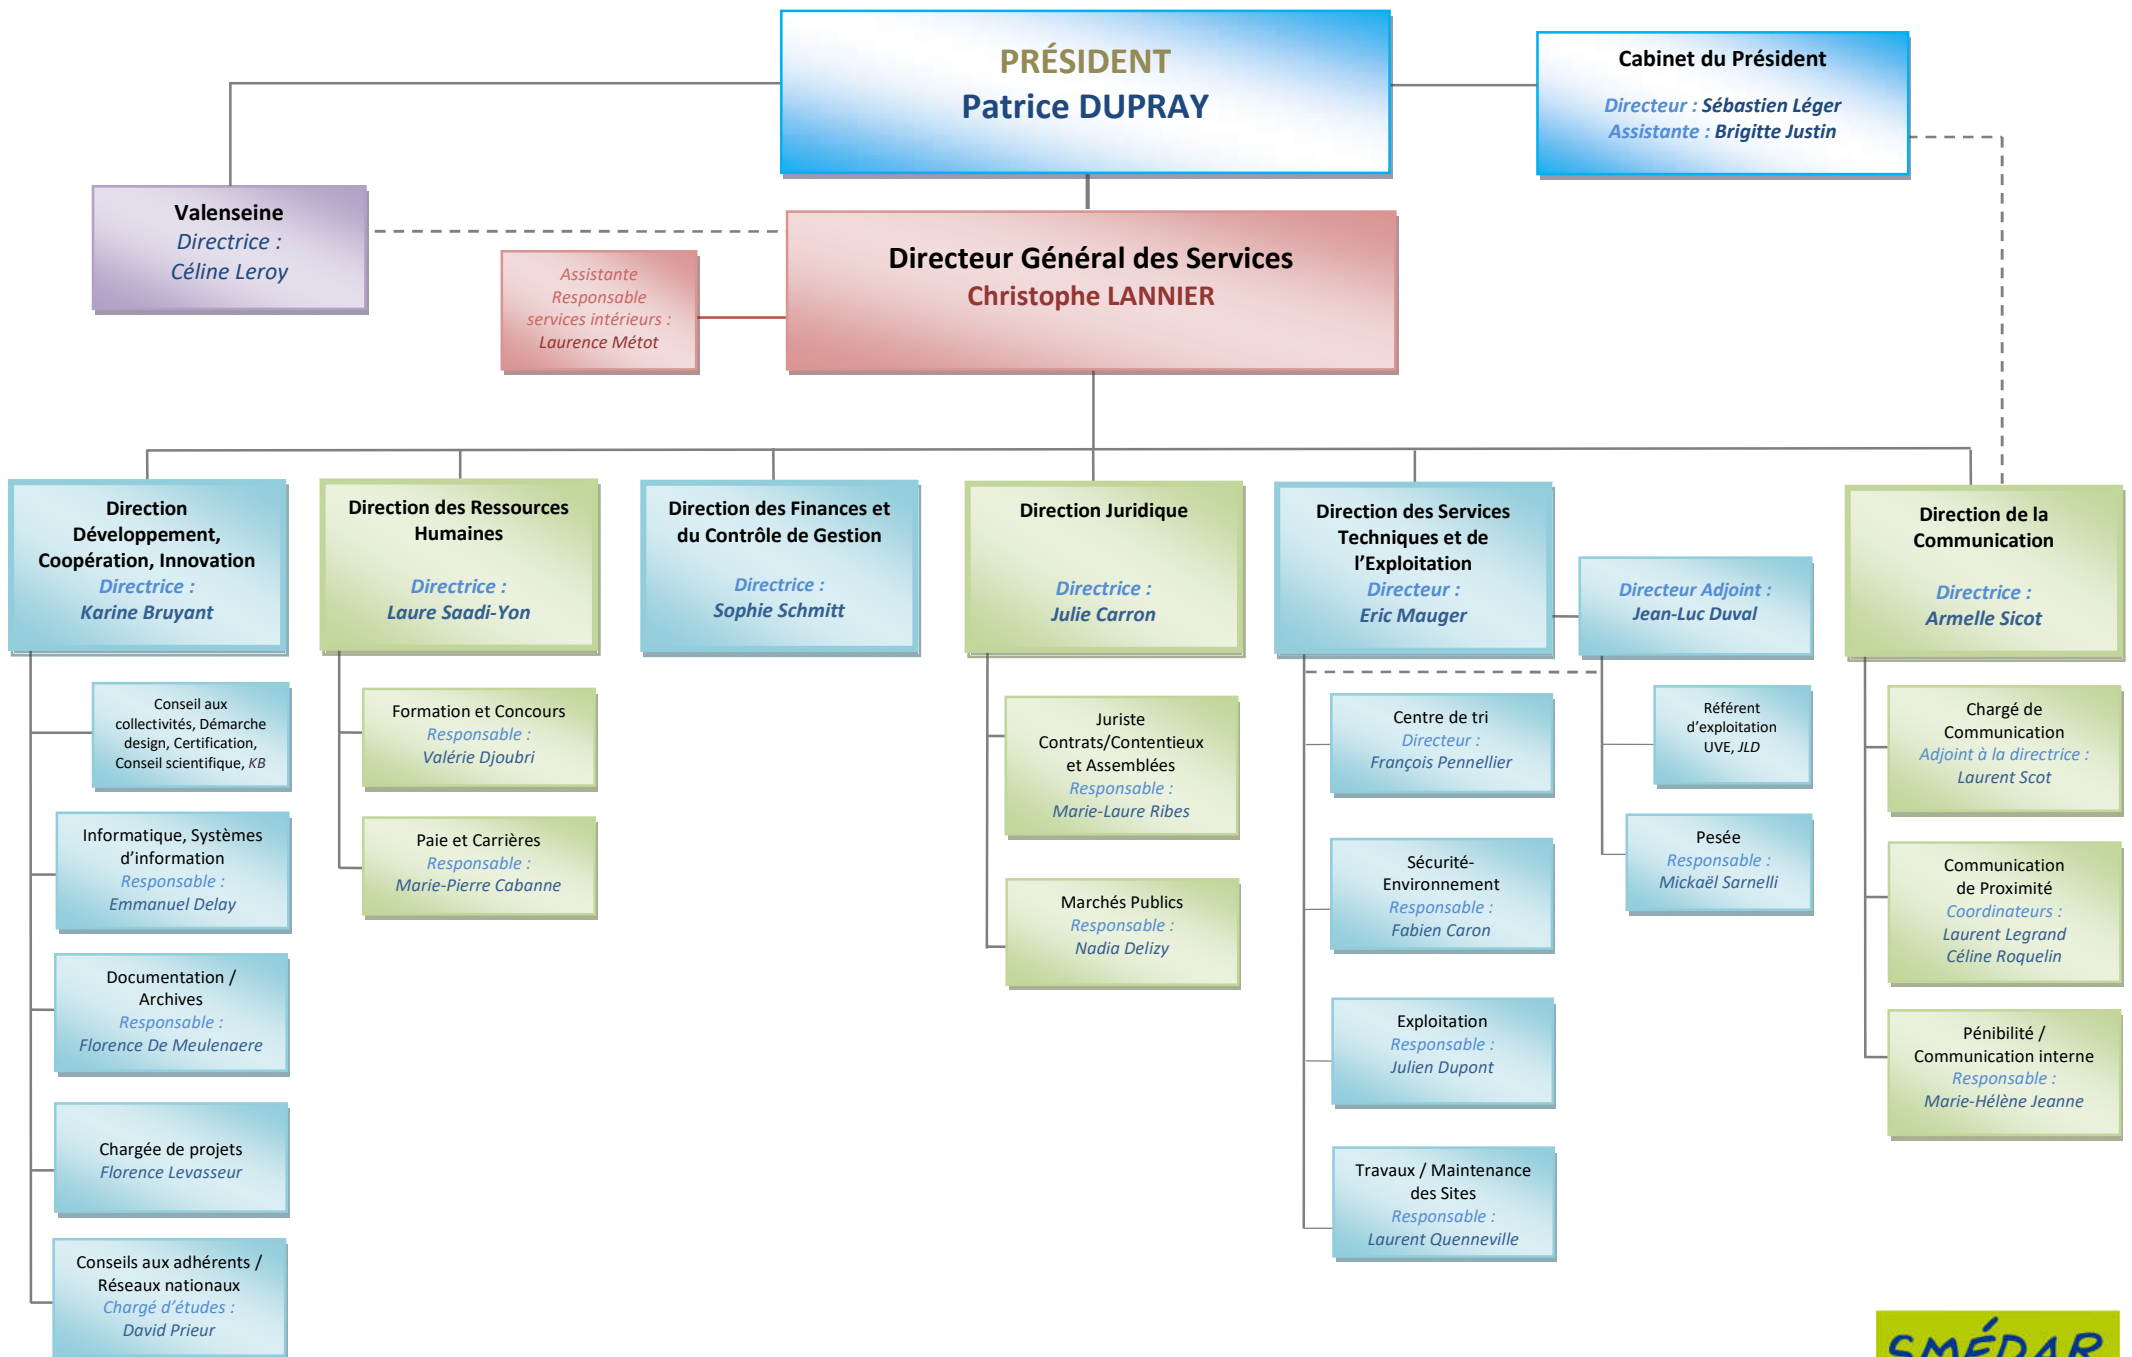 PRÉSIDENT
Patrice DUPRAY
Cabinet du Président
Directeur : Sébastien Léger
Assistante : Brigitte Justin
Valenseine
Directrice :
Céline Leroy
Directeur Général des Services
Christophe LANNIER
Assistante
Responsable
services intérieurs :
Laurence Métot
Direction
Développement,
Coopération, Innovation
Directrice :
Karine Bruyant
Conseil aux
collectivités, Démarche
design, Certification,
Conseil scientifique, KB
Informatique, Systèmes
d’information
Responsable :
Emmanuel Delay
Documentation /
Archives
Responsable :
Florence De Meulenaere
Chargée de projets
Florence Levasseur
Conseils aux adhérents /
Réseaux nationaux
Chargé d’études :
David Prieur
Direction des Ressources
Humaines
Directrice :
Laure Saadi-Yon
Formation et Concours
Responsable :
Valérie Djoubri
Paie et Carrières
Responsable :
Marie-Pierre Cabanne
Direction des Finances et
du Contrôle de Gestion
Directrice :
Sophie Schmitt
Direction Juridique
Directrice :
Julie Carron
Juriste
Contrats/Contentieux
et Assemblées
Responsable :
Marie-Laure Ribes
Marchés Publics
Responsable :
Nadia Delizy
Direction des Services
Techniques et de
l’Exploitation
Directeur :
Eric Mauger
Centre de tri
Directeur :
François Pennellier
Sécurité-
Environnement
Responsable :
Fabien Caron
Exploitation
Responsable :
Julien Dupont
Travaux / Maintenance
des Sites
Responsable :
Laurent Quenneville
Directeur Adjoint :
Jean-Luc Duval
Référent
d’exploitation
UVE, JLD
Pesée
Responsable :
Mickaël Sarnelli
Direction de la
Communication
Directrice :
Armelle Sicot
Chargé de
Communication
Adjoint à la directrice :
Laurent Scot
Communication
de Proximité
Coordinateurs :
Laurent Legrand
Céline Roquelin
Pénibilité /
Communication interne
Responsable :
Marie-Hélène Jeanne
SMÉDAR